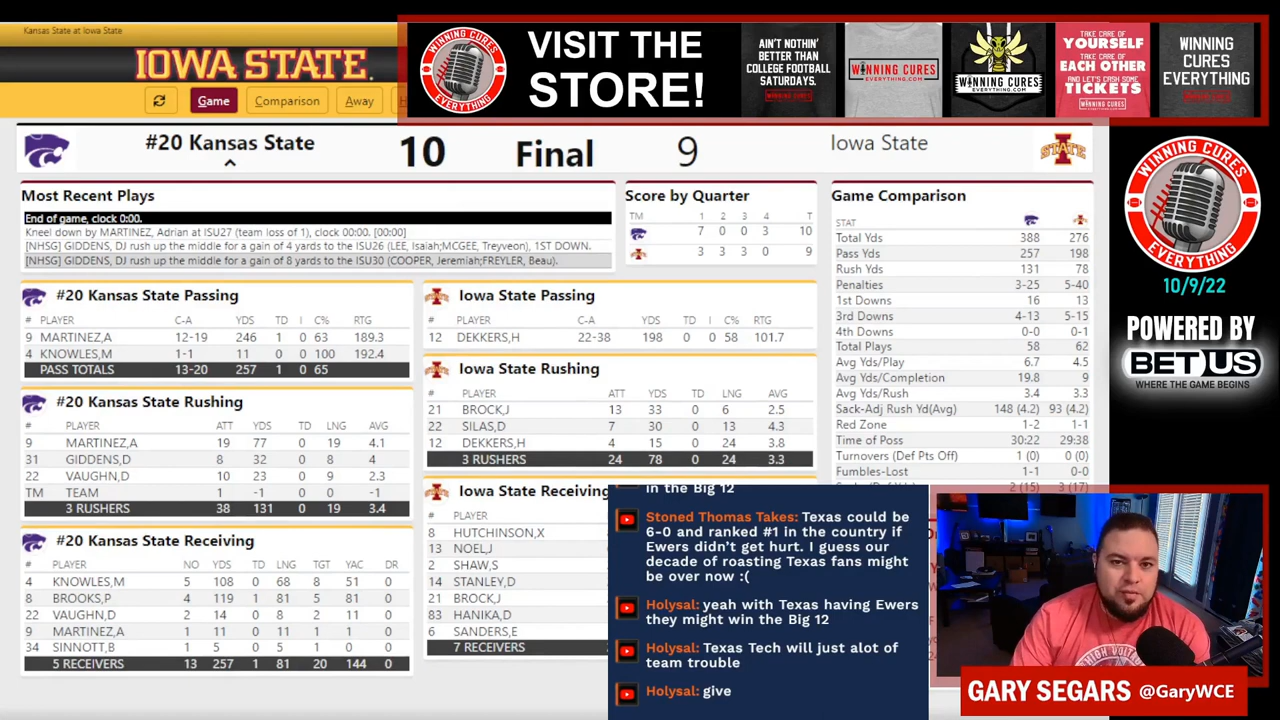 Kansas State at Iowa State
IOWA STATE
Game
Comparison
Away
WINNING CURES
EVERYTHING
VISIT THE
STORE!
AIN'T NOTHIN'
BETTER THAN
COLLEGE FOOTBALL
SATURDAYS.
WINNING CURES
WINNING CURES
TAKE CARE OF
YOURSELF
TAKE CARE OF
EACH OTHER
AND LET'S CASH SOME
TICKETS
WINNING CURES
WINNING
CURES
EVERYTHING
#20 Kansas State
10
Final
9
Iowa State
STATE
WINNING CURES
EVERYTHING
10/9/22
POWERED BY
BETUS
WHERE THE GAME BEGINS
Most Recent Plays
End of game, clock 0:00.
Kneel down by MARTINEZ, Adrian at ISU27 (team loss of 1), clock 00:00. [00:00]
[NHSG] GIDDENS, DJ rush up the middle for a gain of 4 yards to the ISU26 (LEE, Isaiah;MCGEE, Treyveon), 1ST DOWN.
[NHSG] GIDDENS, DJ rush up the middle for a gain of 8 yards to the ISU30 (COOPER, Jeremiah;FREYLER, Beau).
Score by Quarter
TM 1 2 3 4 T
7 0 0 3 10
3 3 3 0 9
Game Comparison
STAT
Total Yds 388 276
Pass Yds 257 198
Rush Yds 131 78
Penalties 3-25 5-40
1st Downs 16 13
3rd Downs 4-13 5-15
4th Downs 0-0 0-1
Total Plays 58 62
Avg Yds/Play 6.7 4.5
Avg Yds/Completion 19.8 9
Avg Yds/Rush 3.4 3.3
Sack-Adj Rush Yd(Avg) 148 (4.2) 93 (4.2)
Red Zone 1-2 1-1
Time of Poss 30:22 29:38
Turnovers (Def Pts Off) 1 (0) 0 (0)
Fumbles-Lost 1-1 0-0
#20 Kansas State Passing
# PLAYER C-A YDS TD I C% RTG
9 MARTINEZ,A 12-19 246 1 0 63 189.3
4 KNOWLES,M 1-1 11 0 0 100 192.4
PASS TOTALS 13-20 257 1 0 65
#20 Kansas State Rushing
# PLAYER ATT YDS TD LNG AVG
9 MARTINEZ,A 19 77 0 19 4.1
31 GIDDENS,D 8 32 0 8 4
22 VAUGHN,D 10 23 0 9 2.3
TM TEAM 1 -1 0 0 -1
3 RUSHERS 38 131 0 19 3.4
#20 Kansas State Receiving
# PLAYER NO YDS TD LNG TGT YAC DR
4 KNOWLES,M 5 108 0 68 8 51 0
8 BROOKS,P 4 119 1 81 5 81 0
22 VAUGHN,D 2 14 0 8 2 11 0
9 MARTINEZ,A 1 11 0 11 1 1 0
34 SINNOTT,B 1 5 0 5 1 0 0
5 RECEIVERS 13 257 1 81 20 144 0
Iowa State Passing
# PLAYER C-A YDS TD I C% RTG
12 DEKKERS,H 22-38 198 0 0 58 101.7
Iowa State Rushing
# PLAYER ATT YDS TD LNG AVG
21 BROCK,J 13 33 0 6 2.5
22 SILAS,D 7 30 0 13 4.3
12 DEKKERS,H 4 15 0 24 3.8
3 RUSHERS 24 78 0 24 3.3
Iowa State Receiving
# PLAYER
8 HUTCHINSON,X
13 NOEL,J
2 SHAW,S
14 STANLEY,D
21 BROCK,J
83 HANIKA,D
6 SANDERS,E
7 RECEIVERS
in the Big 12
Stoned Thomas Takes: Texas could be
6-0 and ranked #1 in the country if
Ewers didn't get hurt. I guess our
decade of roasting Texas fans might
be over now :(
Holysal: yeah with Texas having Ewers
they might win the Big 12
Holysal: Texas Tech will just alot of
team trouble
Holysal: give
GARY SEGARS @GaryWCE